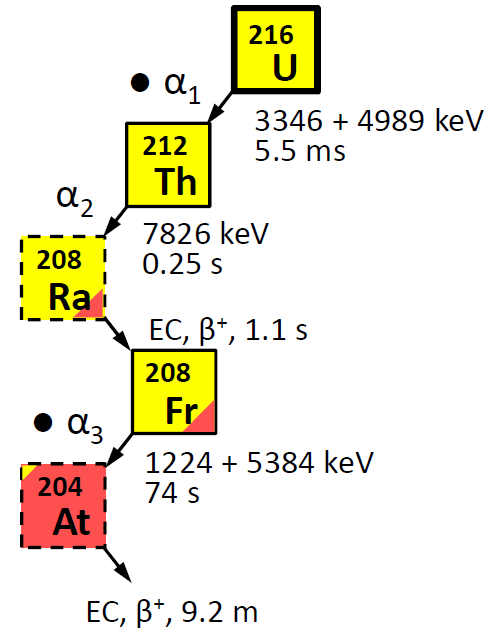 216
U
● α₁
3346 + 4989 keV
5.5 ms
212
Th
α₂
7826 keV
0.25 s
208
Ra
EC, β⁺, 1.1 s
208
Fr
● α₃
1224 + 5384 keV
74 s
204
At
EC, β⁺, 9.2 m